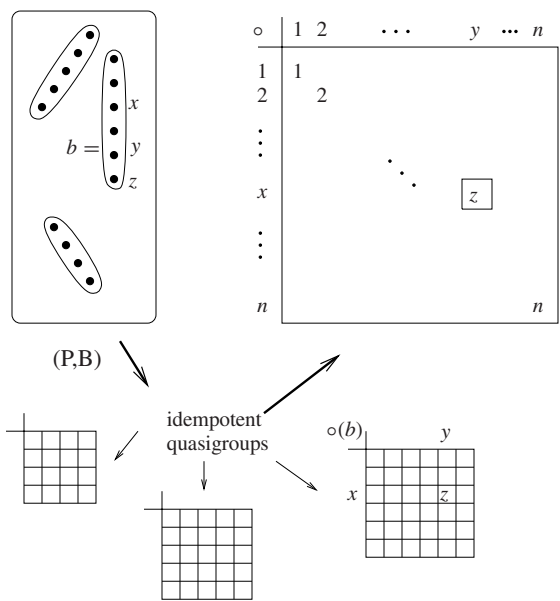 ∘ 1 2 · · · y ··· n
1 1
2 2
x
b = y
z
x z
n n
(P,B)
idempotent
quasigroups
∘(b) y
x z